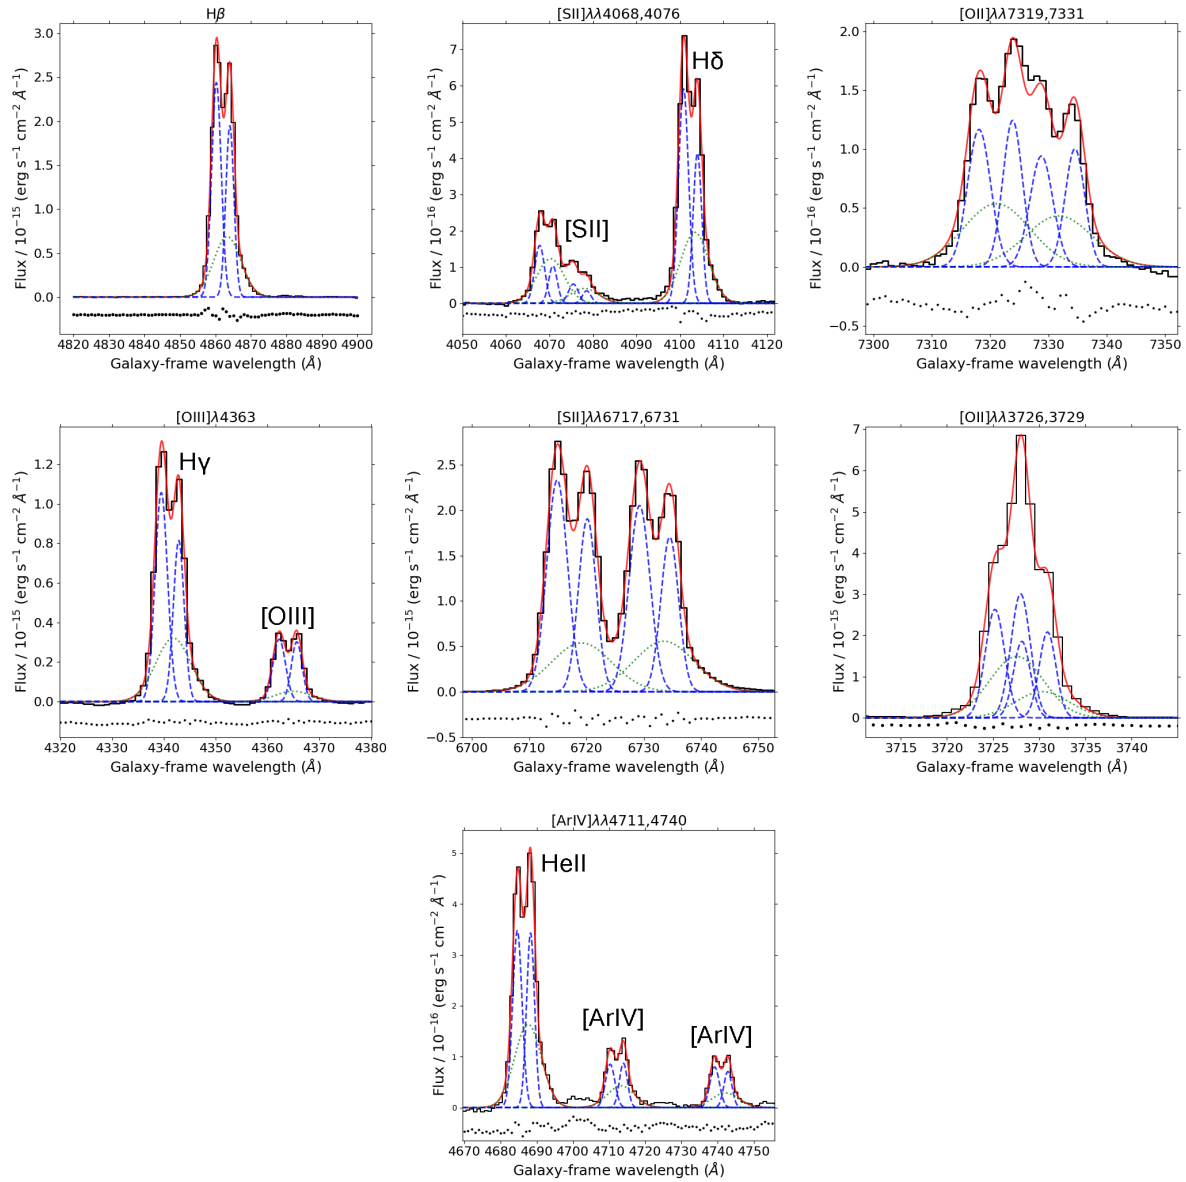 Hβ
[SII]λλ4068,4076
[OII]λλ7319,7331
3.0
2.5
2.0
1.5
1.0
0.5
0.0
Flux / 10⁻¹⁵ (erg s⁻¹ cm⁻² Å⁻¹)
4820 4830 4840 4850 4860 4870 4880 4890 4900
Galaxy-frame wavelength (Å)
7
6
5
4
3
2
1
0
Flux / 10⁻¹⁶ (erg s⁻¹ cm⁻² Å⁻¹)
Hδ
[SII]
4050 4060 4070 4080 4090 4100 4110 4120
Galaxy-frame wavelength (Å)
2.0
1.5
1.0
0.5
0.0
−0.5
Flux / 10⁻¹⁶ (erg s⁻¹ cm⁻² Å⁻¹)
7300 7310 7320 7330 7340 7350
Galaxy-frame wavelength (Å)
[OIII]λ4363
[SII]λλ6717,6731
[OII]λλ3726,3729
1.2
1.0
0.8
0.6
0.4
0.2
0.0
Flux / 10⁻¹⁵ (erg s⁻¹ cm⁻² Å⁻¹)
Hγ
[OIII]
4320 4330 4340 4350 4360 4370 4380
Galaxy-frame wavelength (Å)
2.5
2.0
1.5
1.0
0.5
0.0
−0.5
Flux / 10⁻¹⁵ (erg s⁻¹ cm⁻² Å⁻¹)
6700 6710 6720 6730 6740 6750
Galaxy-frame wavelength (Å)
7
6
5
4
3
2
1
0
Flux / 10⁻¹⁵ (erg s⁻¹ cm⁻² Å⁻¹)
3715 3720 3725 3730 3735 3740
Galaxy-frame wavelength (Å)
[ArIV]λλ4711,4740
5
4
3
2
1
0
Flux / 10⁻¹⁶ (erg s⁻¹ cm⁻² Å⁻¹)
HeII
[ArIV]
[ArIV]
4670 4680 4690 4700 4710 4720 4730 4740 4750
Galaxy-frame wavelength (Å)